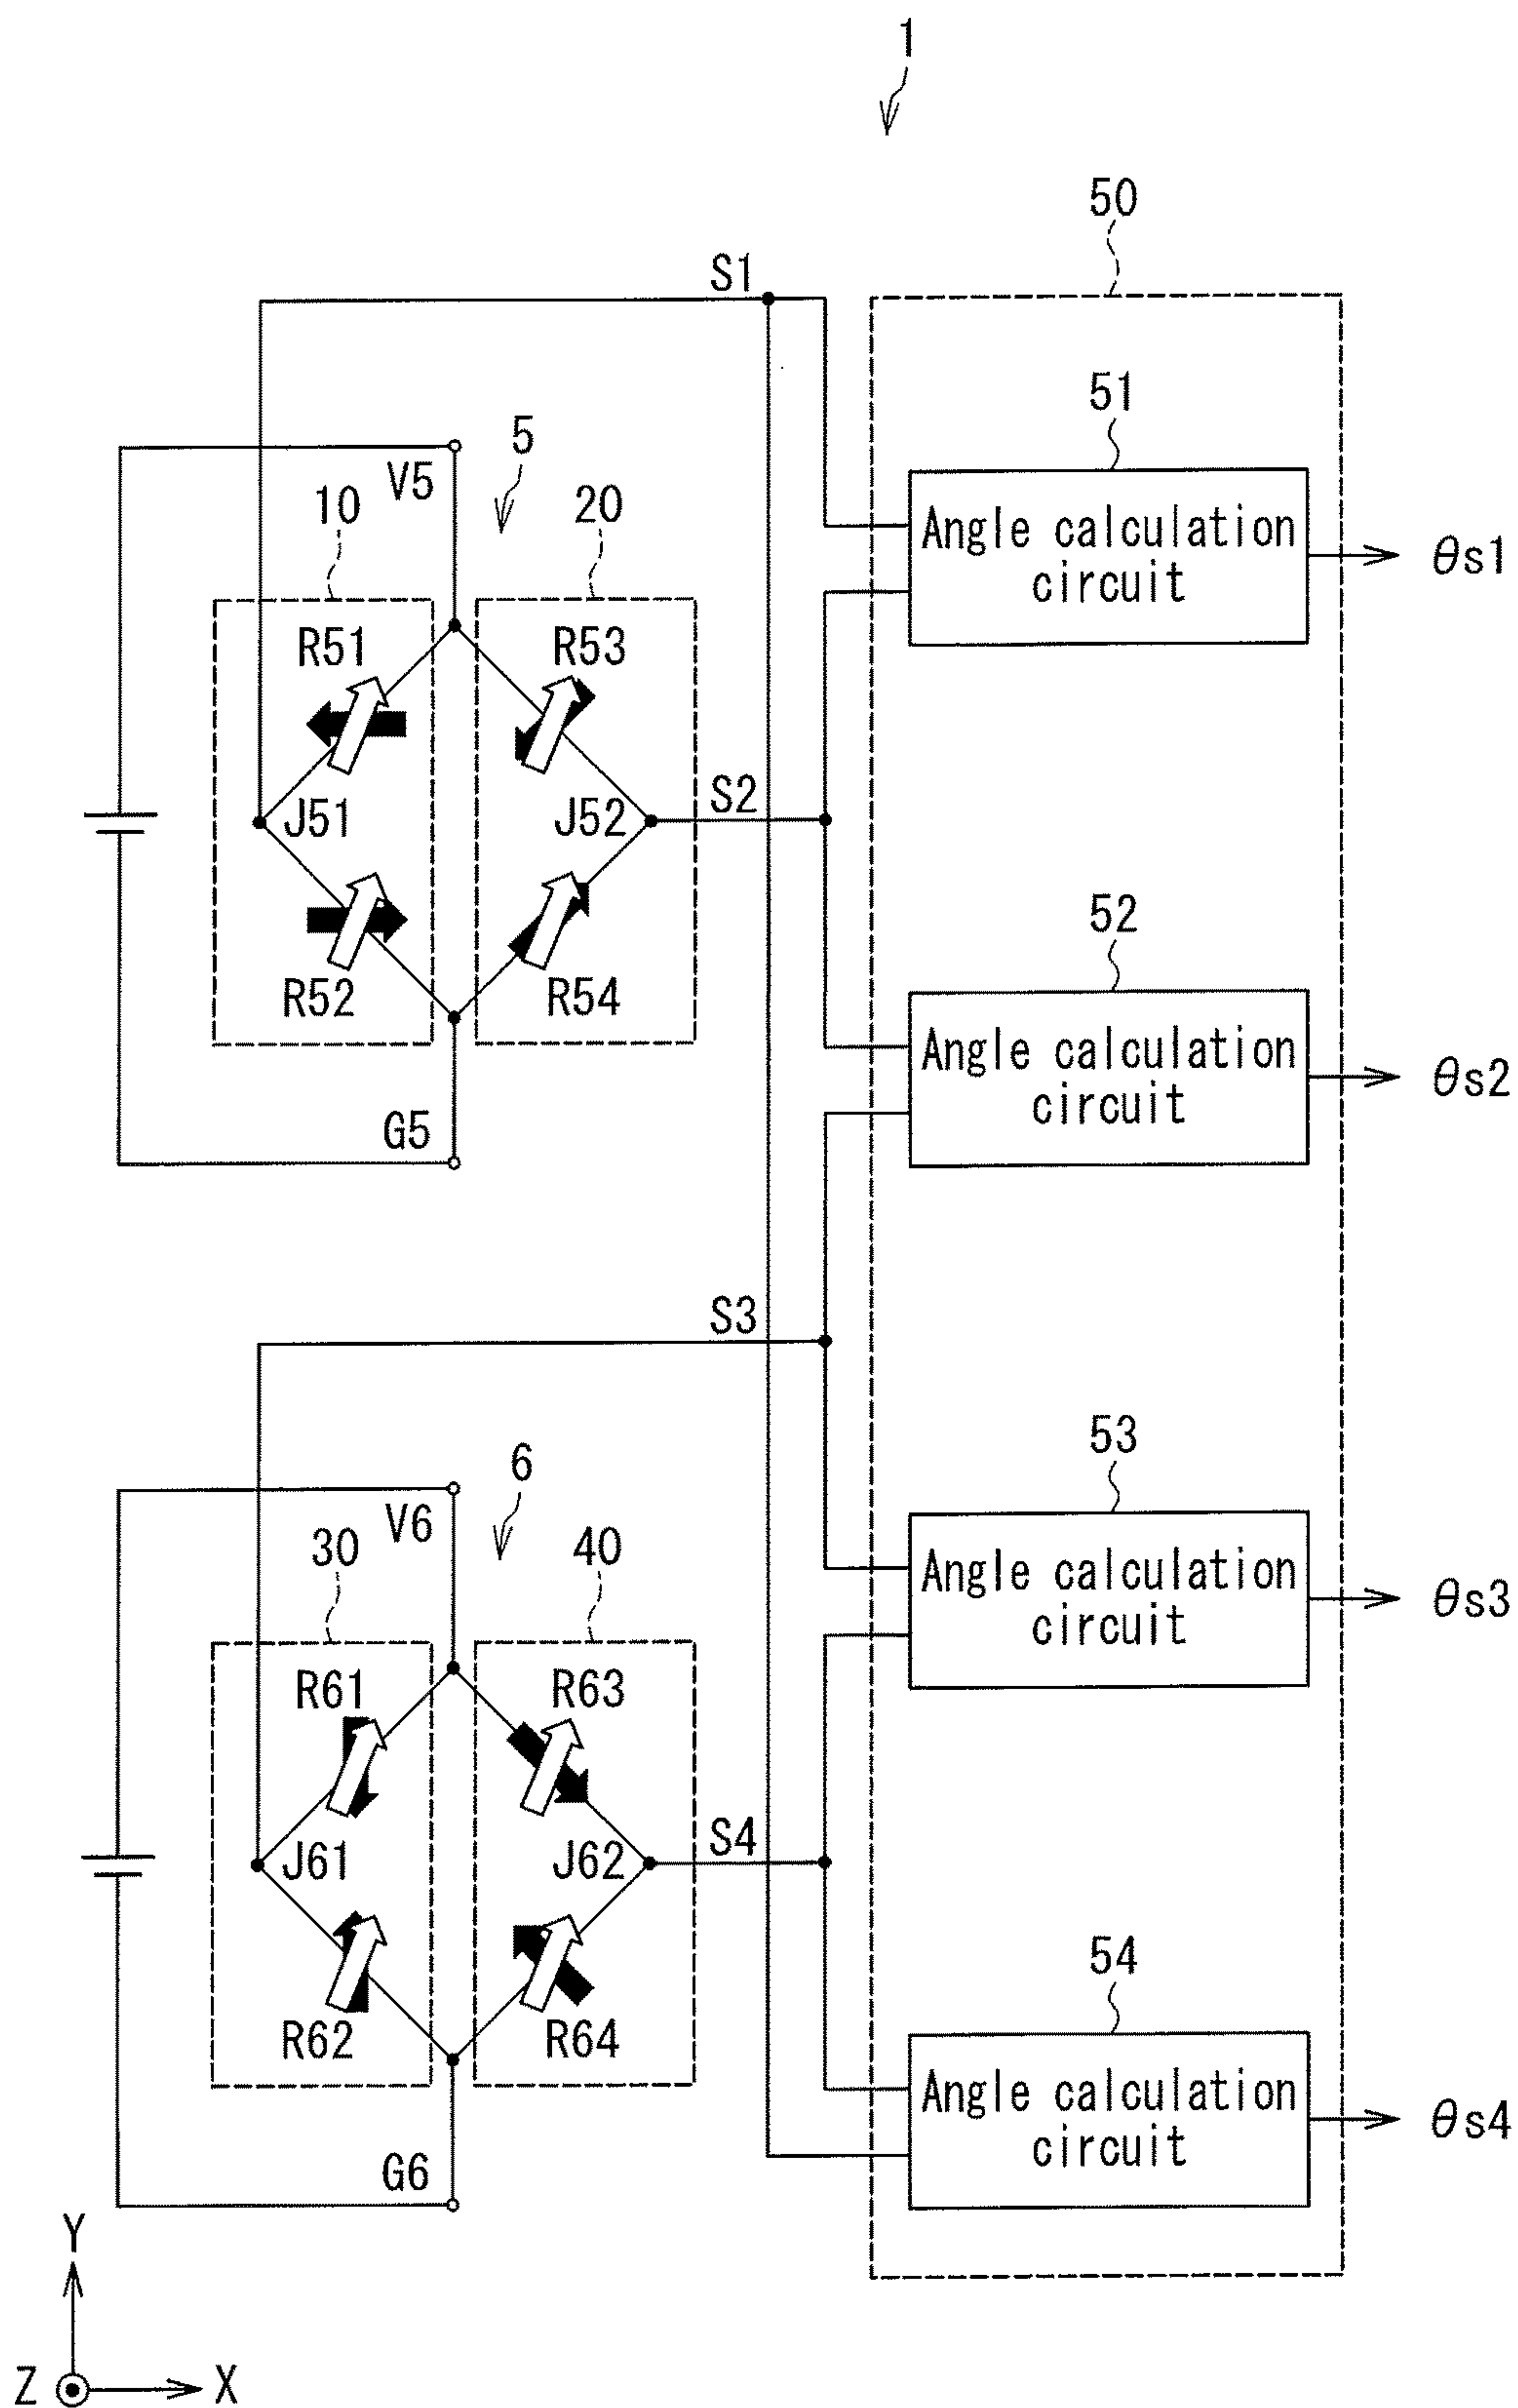 1
50
S1
51
5
V5
10
20
Angle calculation
circuit
θs1
R51
R53
S2
J51
J52
52
R52
R54
Angle calculation
circuit
θs2
G5
S3
53
6
V6
30
40
Angle calculation
circuit
θs3
R61
R63
S4
J61
J62
54
R62
R64
Angle calculation
circuit
θs4
G6
Y
Z
X